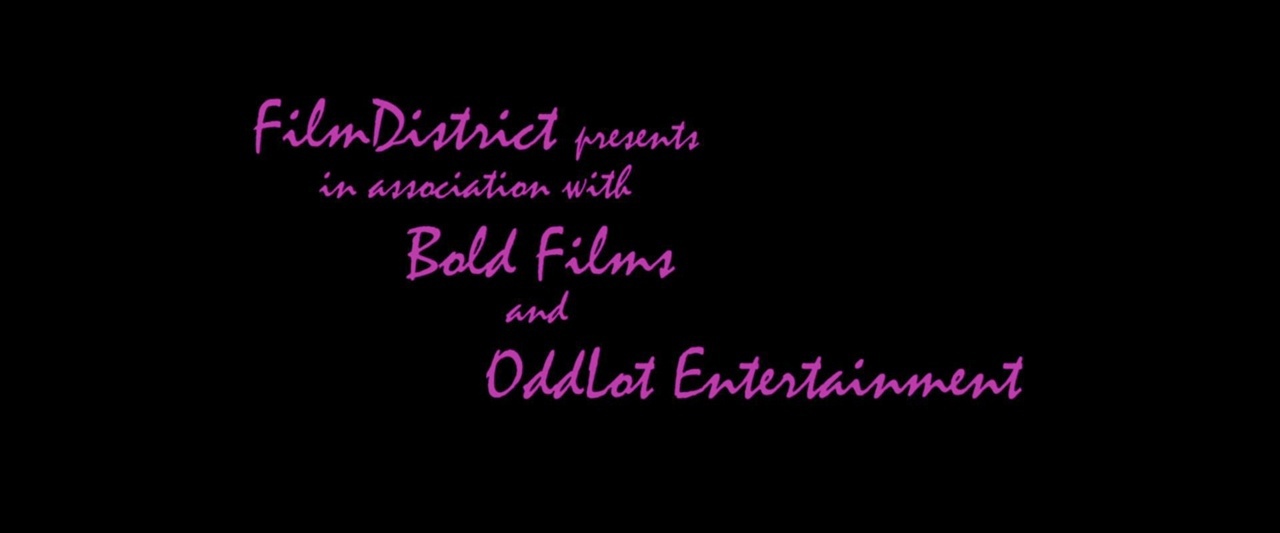 FilmDistrict presents
in association with
Bold Films
and
OddLot Entertainment